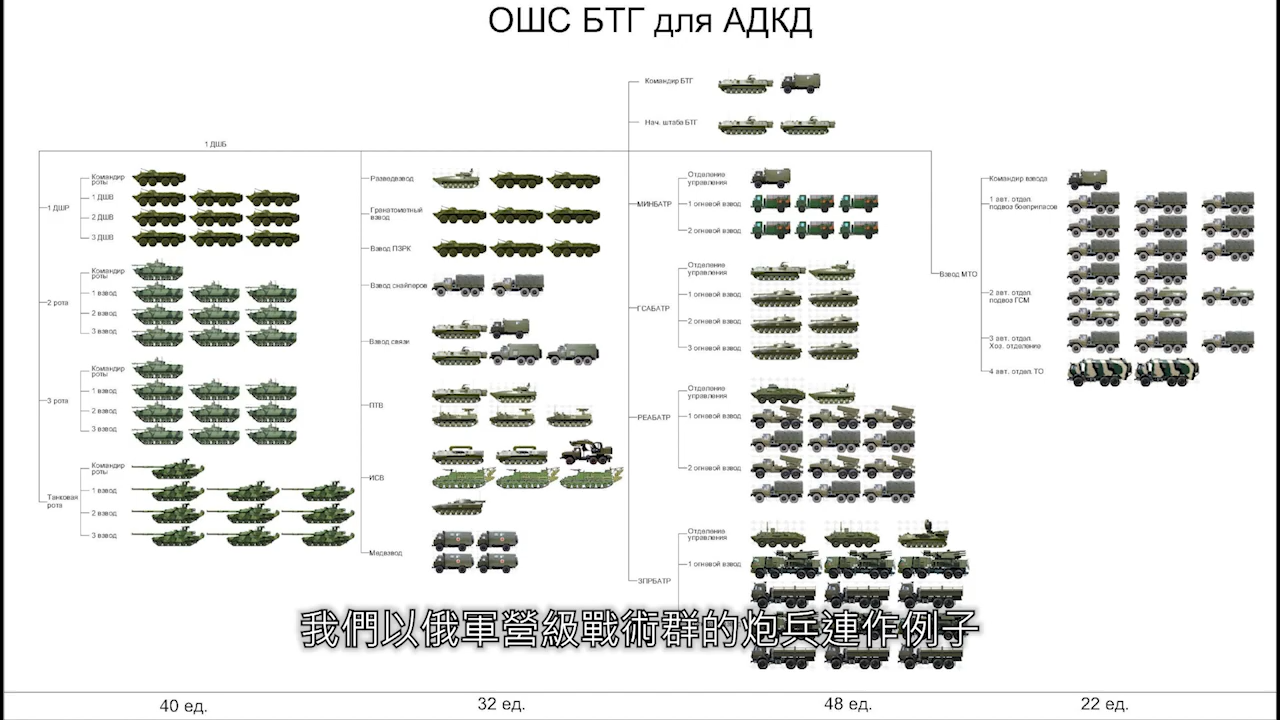 ОШС БТГ для АДКД
Командир БТГ
Нач. штаба БТГ
1 ДШБ
1 ДШР
Командир
роты
1 ДШВ
2 ДШВ
3 ДШВ
2 рота
Командир
роты
1 взвод
2 взвод
3 взвод
3 рота
Командир
роты
1 взвод
2 взвод
3 взвод
Танковая
рота
Командир
роты
1 взвод
2 взвод
3 взвод
Разведвзвод
Гранатометный
взвод
Взвод ПЗРК
Взвод снайперов
Взвод связи
ПТВ
ИСВ
Медвзвод
МИНБАТР
Отделение
управления
1 огневой взвод
2 огневой взвод
ГСАБАТР
Отделение
управления
1 огневой взвод
2 огневой взвод
3 огневой взвод
РЕАБАТР
Отделение
управления
1 огневой взвод
2 огневой взвод
ЗПРБАТР
Отделение
управления
1 огневой взвод
Взвод МТО
Командир взвода
1 авт. отдел.
подвоз боеприпасов
2 авт. отдел.
подвоз ГСМ
3 авт. отдел.
Хоз. отделение
4 авт. отдел. ТО
我們以俄軍營級戰術群的炮兵連作例子
40 ед.
32 ед.
48 ед.
22 ед.